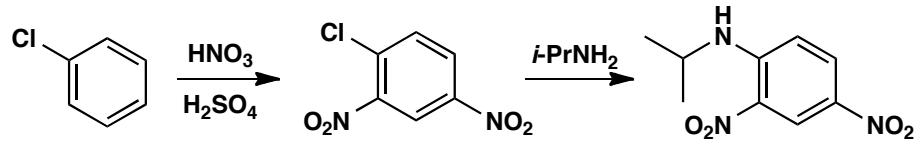 Cl
HNO3
H2SO4
Cl
O2N
NO2
i-PrNH2
H
N
O2N
NO2